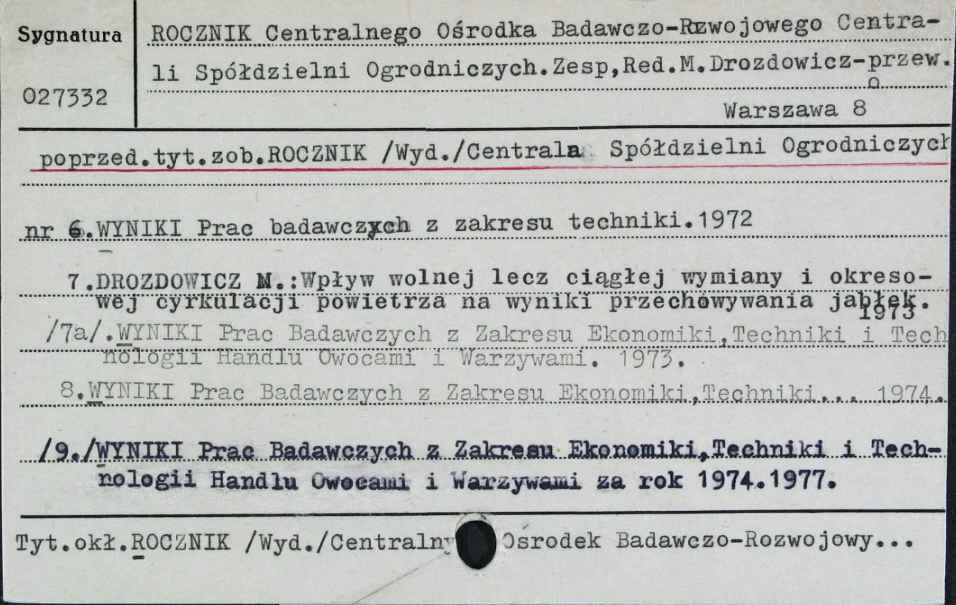 Sygnatura
027332
ROCZNIK Centralnego Ośrodka Badawczo-Rzwojowego Centra-
li Spółdzielni Ogrodniczych.Zesp,Red.M.Drozdowicz-przew.
o
Warszawa 8
poprzed.tyt.zob.ROCZNIK /Wyd./Centrala Spółdzielni Ogrodniczych
nr 6.WYNIKI Prac badawczych z zakresu techniki.1972
7.DROZDOWICZ M.:Wpływ wolnej lecz ciągłej wymiany i okreso-
wej cyrkulacji powietrza na wyniki przechowywania jabłek.
1973
/7a/.WYNIKI Prac Badawczych z Zakresu Ekonomiki,Techniki i Tech
nologii Handlu Owocami i Warzywami. 1973.
8.WYNIKI Prac Badawczych z Zakresu Ekonomiki,Techniki... 1974.
/9./WYNIKI Prac Badawczych z Zakresu Ekonomiki,Techniki i Tech-
nologii Handlu Owocami i Warzywami za rok 1974.1977.
Tyt.okł.ROCZNIK /Wyd./Centralny Osrodek Badawczo-Rozwojowy...